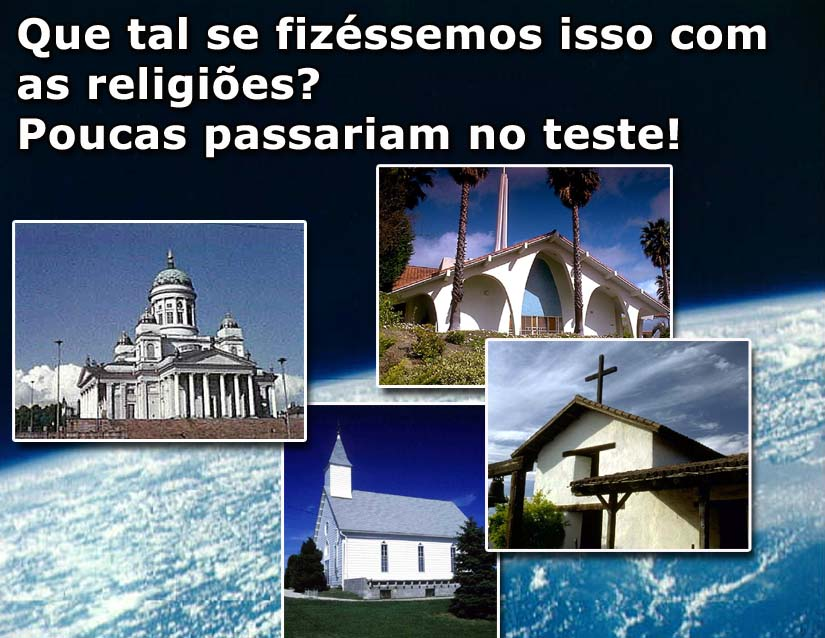 Que tal se fizéssemos isso com
as religiões?
Poucas passariam no teste!